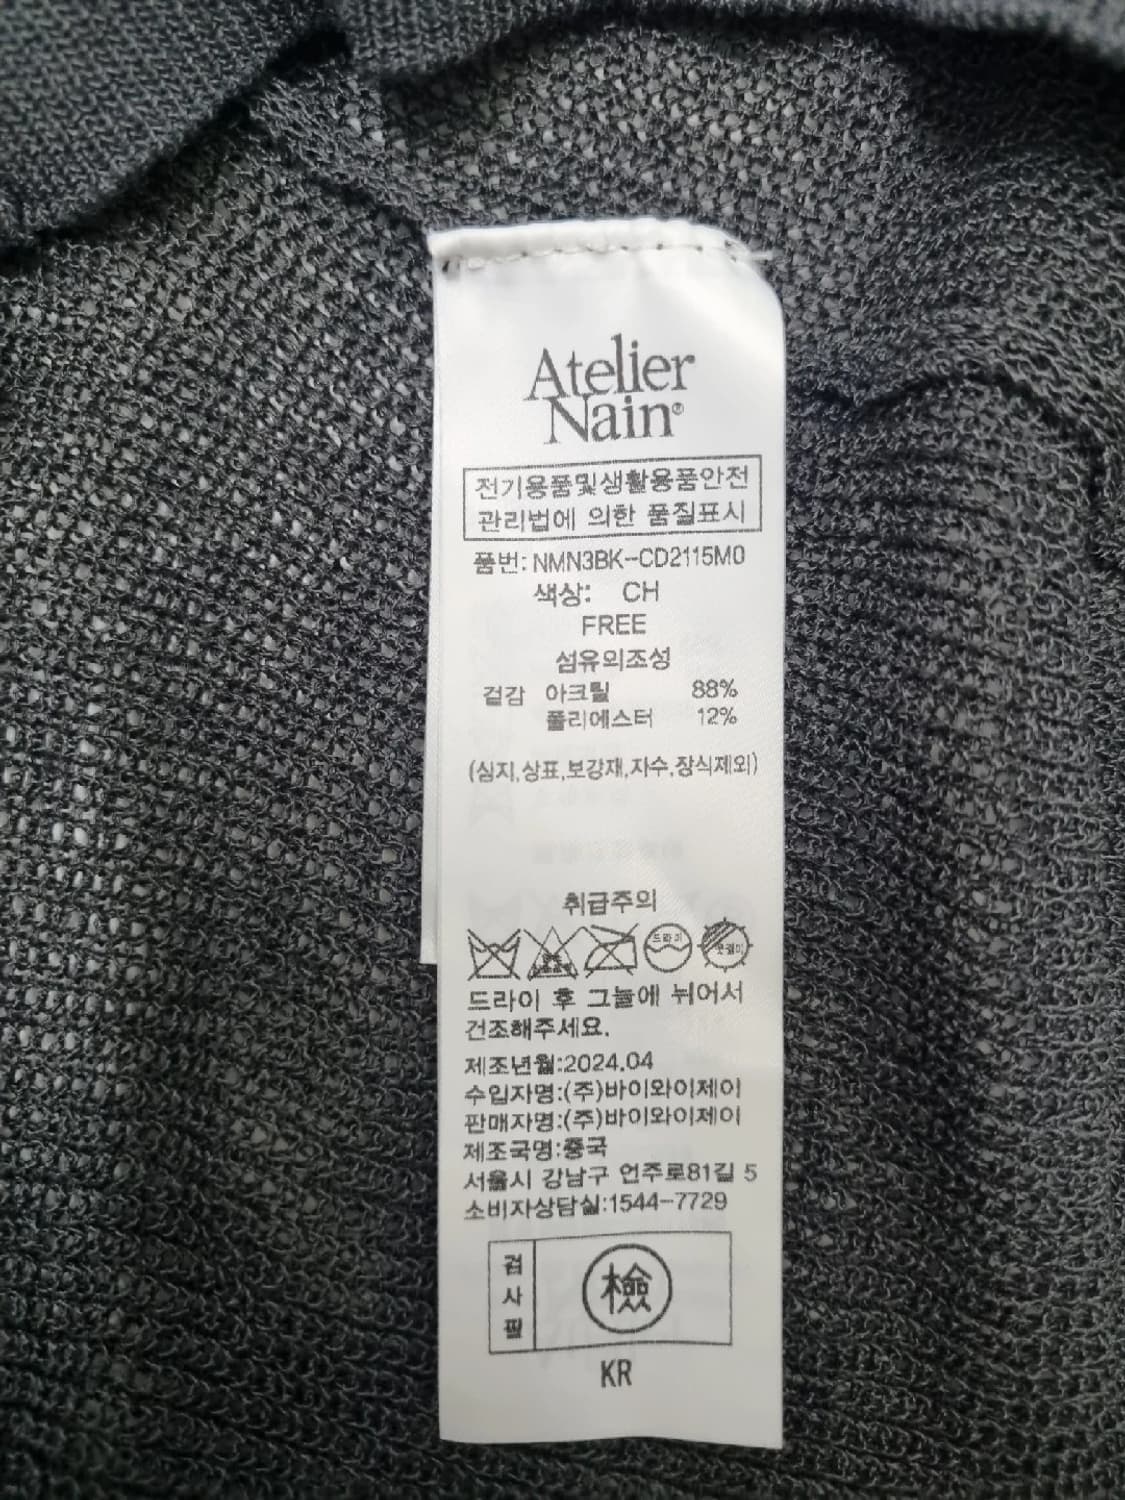 Atelier
Nain®
전기용품및생활용품안전
관리법에 의한 품질표시
품번: NMN3BK-CD2115M0
색상: CH
FREE
섬유의조성
겉감 아크릴 88%
폴리에스터 12%
(심지,상표,보강재,자수,장식제외)
취급주의
드라이
옷걸이
드라이 후 그늘에 뉘어서
건조해주세요.
제조년월:2024.04
수입자명:(주)바이와이제이
판매자명:(주)바이와이제이
제조국명:중국
서울시 강남구 언주로81길 5
소비자상담실:1544-7729
검사필 檢
KR